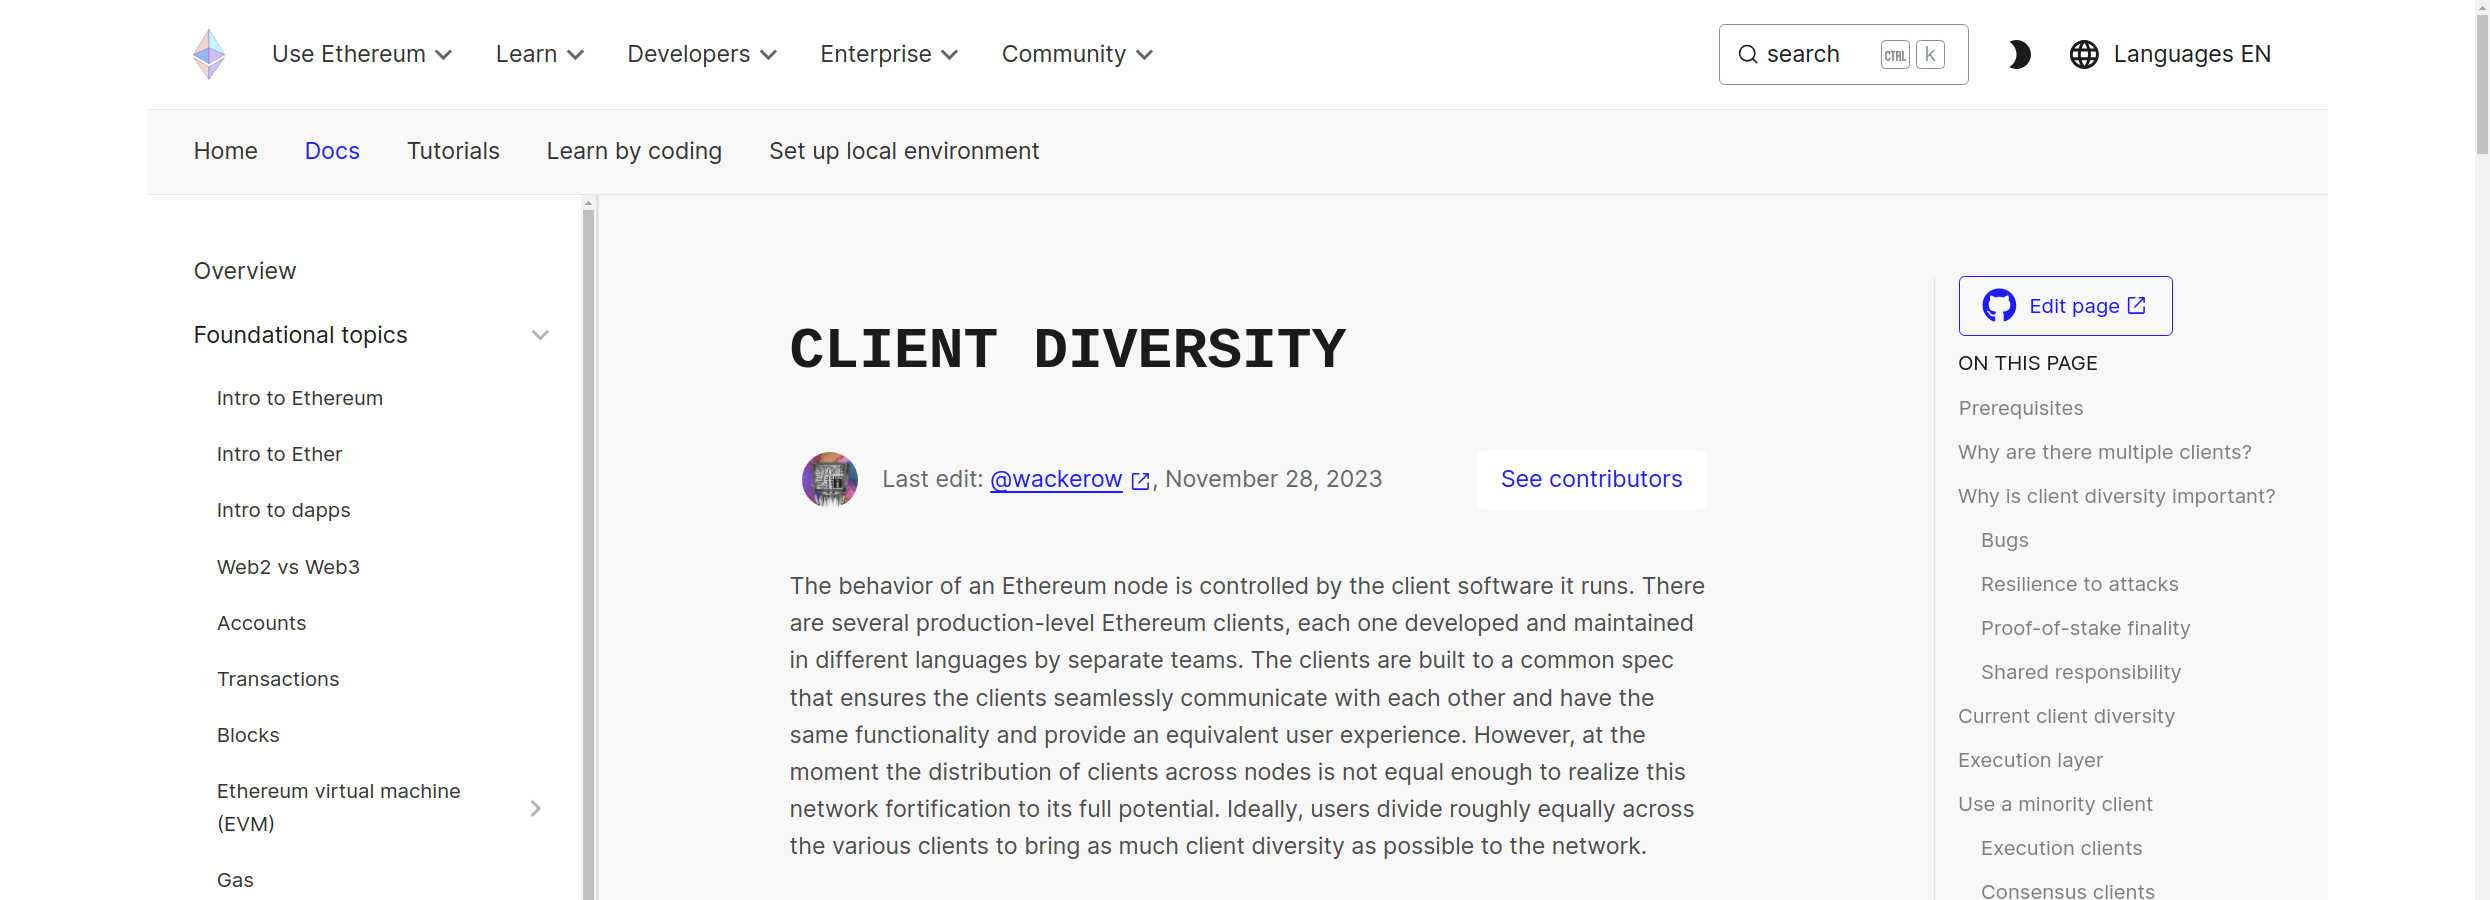 Use Ethereum Learn Developers Enterprise Community search CTRL k Languages EN
Home Docs Tutorials Learn by coding Set up local environment
Overview
Foundational topics
Intro to Ethereum
Intro to Ether
Intro to dapps
Web2 vs Web3
Accounts
Transactions
Blocks
Ethereum virtual machine
(EVM)
Gas
CLIENT DIVERSITY
Last edit: @wackerow , November 28, 2023 See contributors
The behavior of an Ethereum node is controlled by the client software it runs. There
are several production-level Ethereum clients, each one developed and maintained
in different languages by separate teams. The clients are built to a common spec
that ensures the clients seamlessly communicate with each other and have the
same functionality and provide an equivalent user experience. However, at the
moment the distribution of clients across nodes is not equal enough to realize this
network fortification to its full potential. Ideally, users divide roughly equally across
the various clients to bring as much client diversity as possible to the network.
Edit page
ON THIS PAGE
Prerequisites
Why are there multiple clients?
Why is client diversity important?
Bugs
Resilience to attacks
Proof-of-stake finality
Shared responsibility
Current client diversity
Execution layer
Use a minority client
Execution clients
Consensus clients